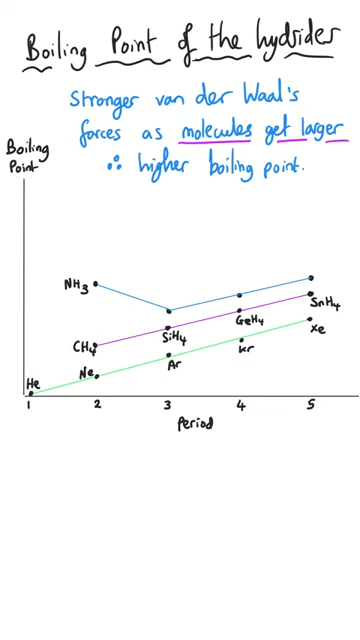 Boiling Point of the hydrides
Stronger van der Waal's
forces as molecules get larger
∴ higher boiling point.
Boiling
Point
NH3
SnH4
GeH4
Xe
SiH4
CH4
Kr
Ar
Ne
He
1 2 3 4 5
Period